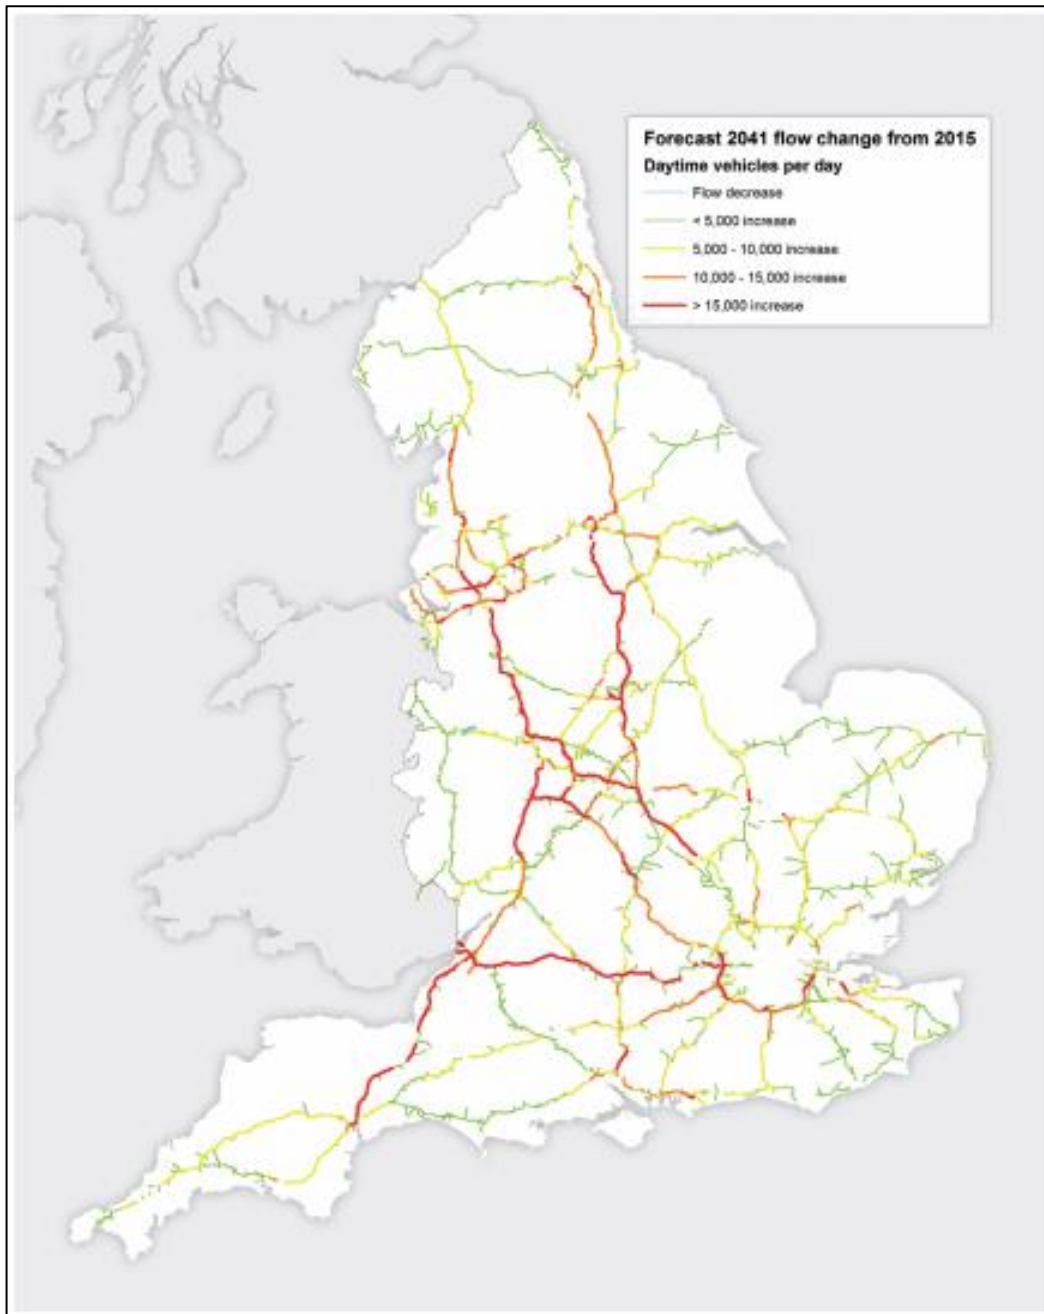 Forecast 2041 flow change from 2015
Daytime vehicles per day
Flow decrease
< 5,000 increase
5,000 - 10,000 increase
10,000 - 15,000 increase
> 15,000 increase